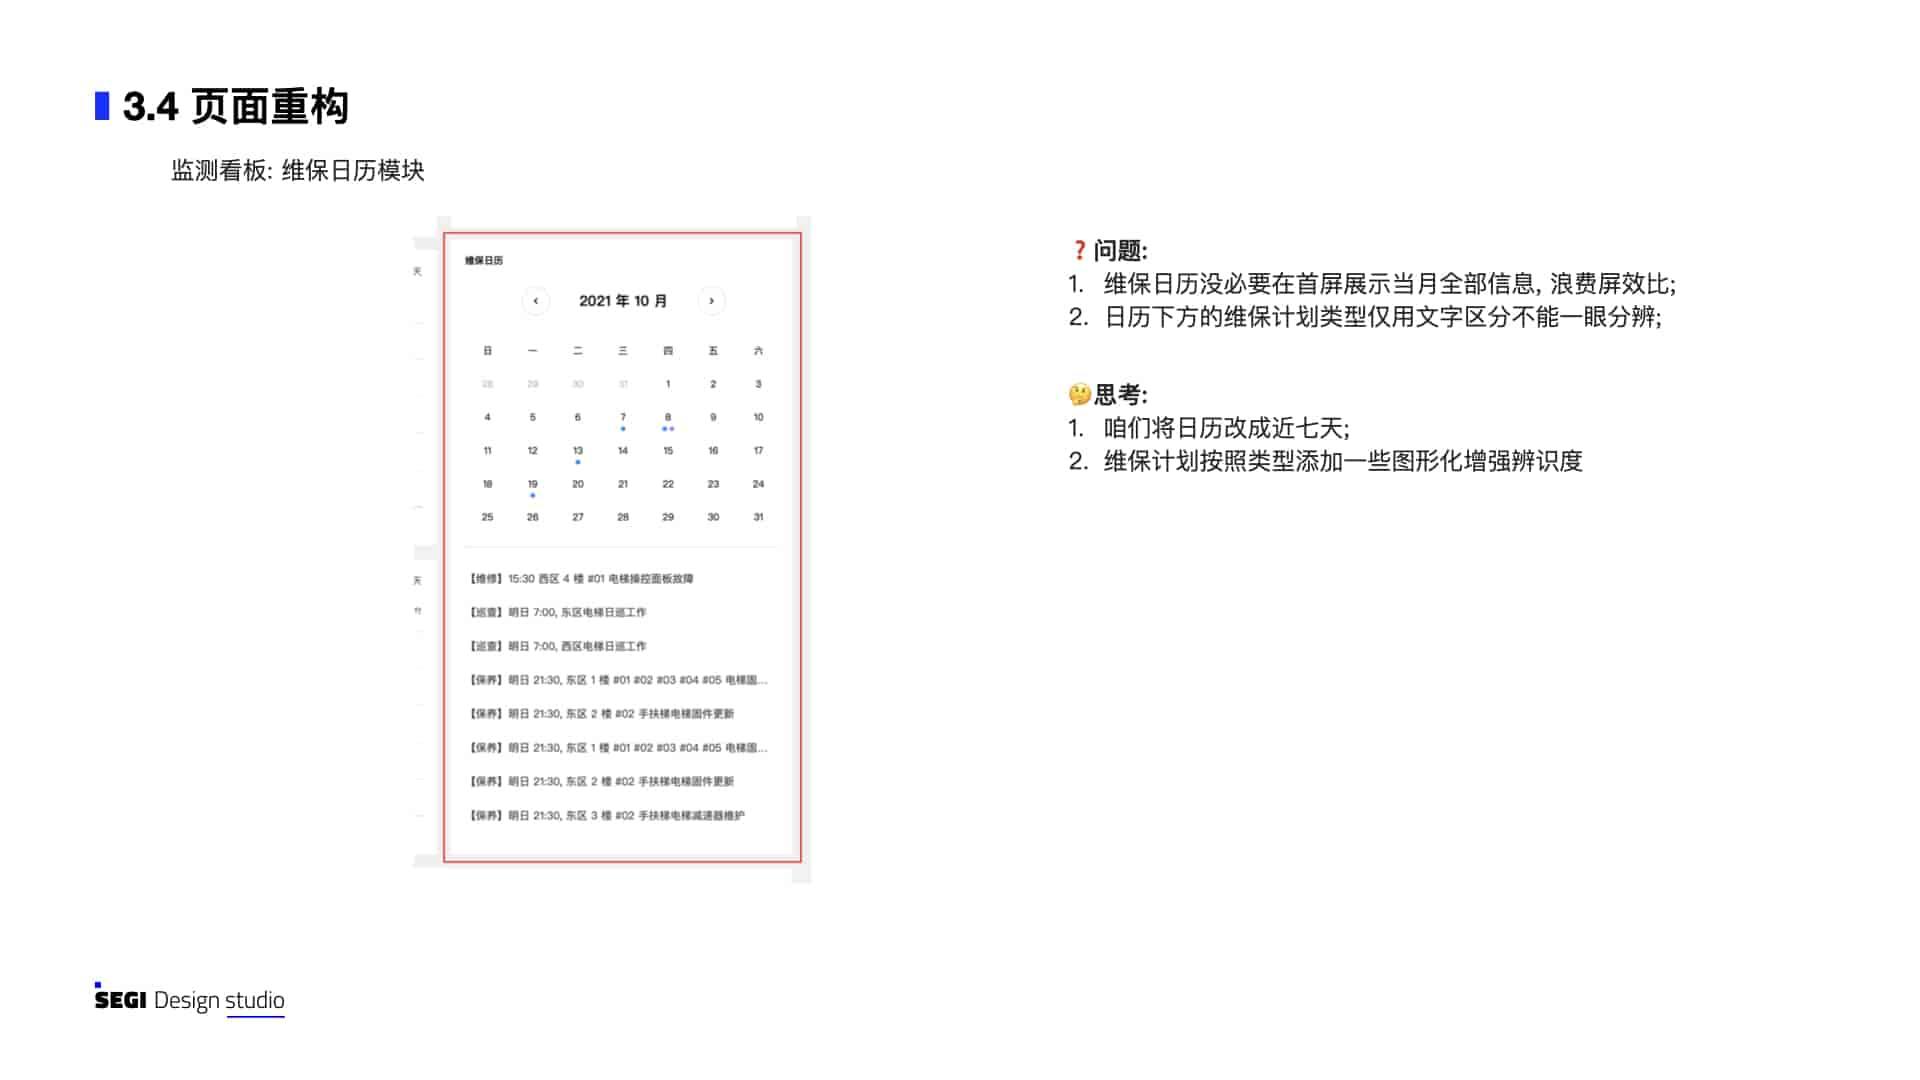 3.4 页面重构
监测看板: 维保日历模块
天
天
台
维保日历
‹ 2021 年 10 月 ›
日 一 二 三 四 五 六
28 29 30 31 1 2 3
4 5 6 7 8 9 10
11 12 13 14 15 16 17
18 19 20 21 22 23 24
25 26 27 28 29 30 31
【维修】15:30 西区 4 楼 #01 电梯操控面板故障
【巡查】明日 7:00, 东区电梯日巡工作
【巡查】明日 7:00, 西区电梯日巡工作
【保养】明日 21:30, 东区 1 楼 #01 #02 #03 #04 #05 电梯固...
【保养】明日 21:30, 东区 2 楼 #02 手扶梯电梯固件更新
【保养】明日 21:30, 东区 1 楼 #01 #02 #03 #04 #05 电梯固...
【保养】明日 21:30, 东区 2 楼 #02 手扶梯电梯固件更新
【保养】明日 21:30, 东区 3 楼 #02 手扶梯电梯减速器维护
❓问题:
1. 维保日历没必要在首屏展示当月全部信息, 浪费屏效比;
2. 日历下方的维保计划类型仅用文字区分不能一眼分辨;
🤔思考:
1. 咱们将日历改成近七天;
2. 维保计划按照类型添加一些图形化增强辨识度
SEGI Design studio